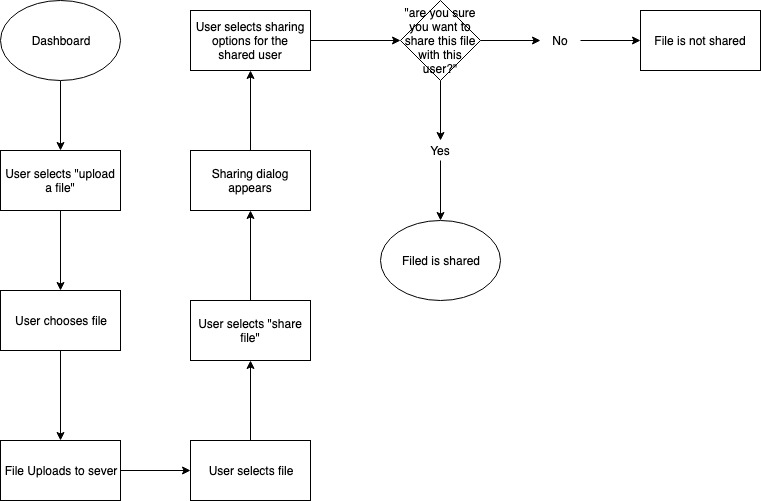 Dashboard
User selects "upload
a file"
User chooses file
File Uploads to sever
User selects file
User selects "share
file"
Sharing dialog
appears
User selects sharing
options for the
shared user
"are you sure
you want to
share this file
with this
user?"
No
File is not shared
Yes
Filed is shared